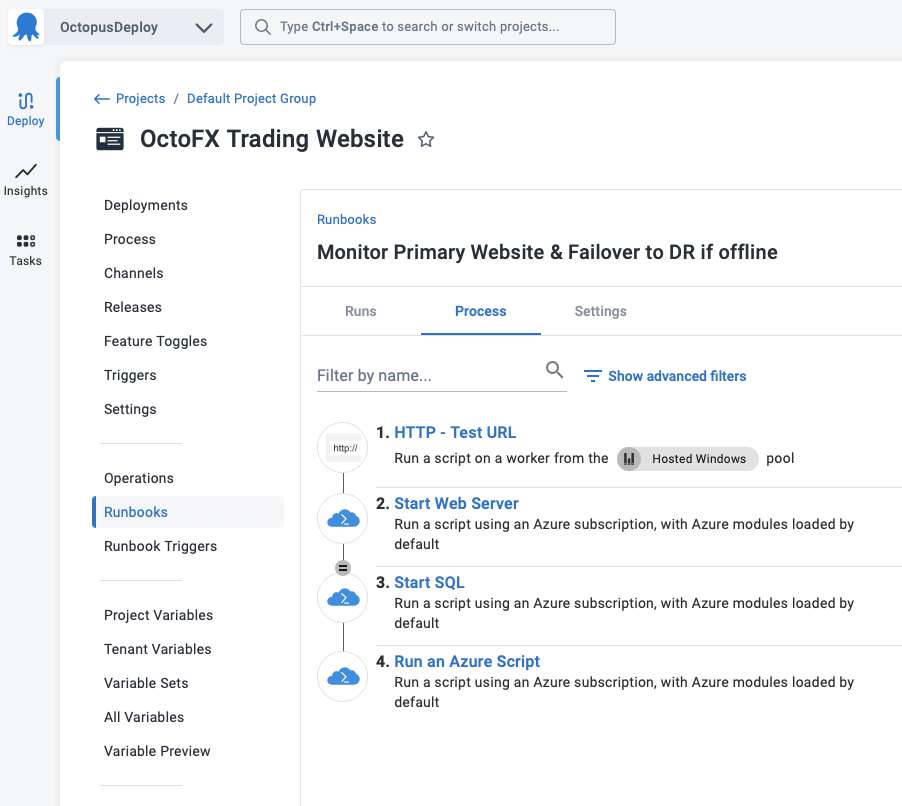 OctopusDeploy
Type Ctrl+Space to search or switch projects...
Deploy
Insights
Tasks
Projects / Default Project Group
OctoFX Trading Website
Deployments
Process
Channels
Releases
Feature Toggles
Triggers
Settings
Operations
Runbooks
Runbook Triggers
Project Variables
Tenant Variables
Variable Sets
All Variables
Variable Preview
Runbooks
Monitor Primary Website & Failover to DR if offline
Runs
Process
Settings
Filter by name...
Show advanced filters
http://
1. HTTP - Test URL
Run a script on a worker from the Hosted Windows pool
2. Start Web Server
Run a script using an Azure subscription, with Azure modules loaded by
default
3. Start SQL
Run a script using an Azure subscription, with Azure modules loaded by
default
4. Run an Azure Script
Run a script using an Azure subscription, with Azure modules loaded by
default